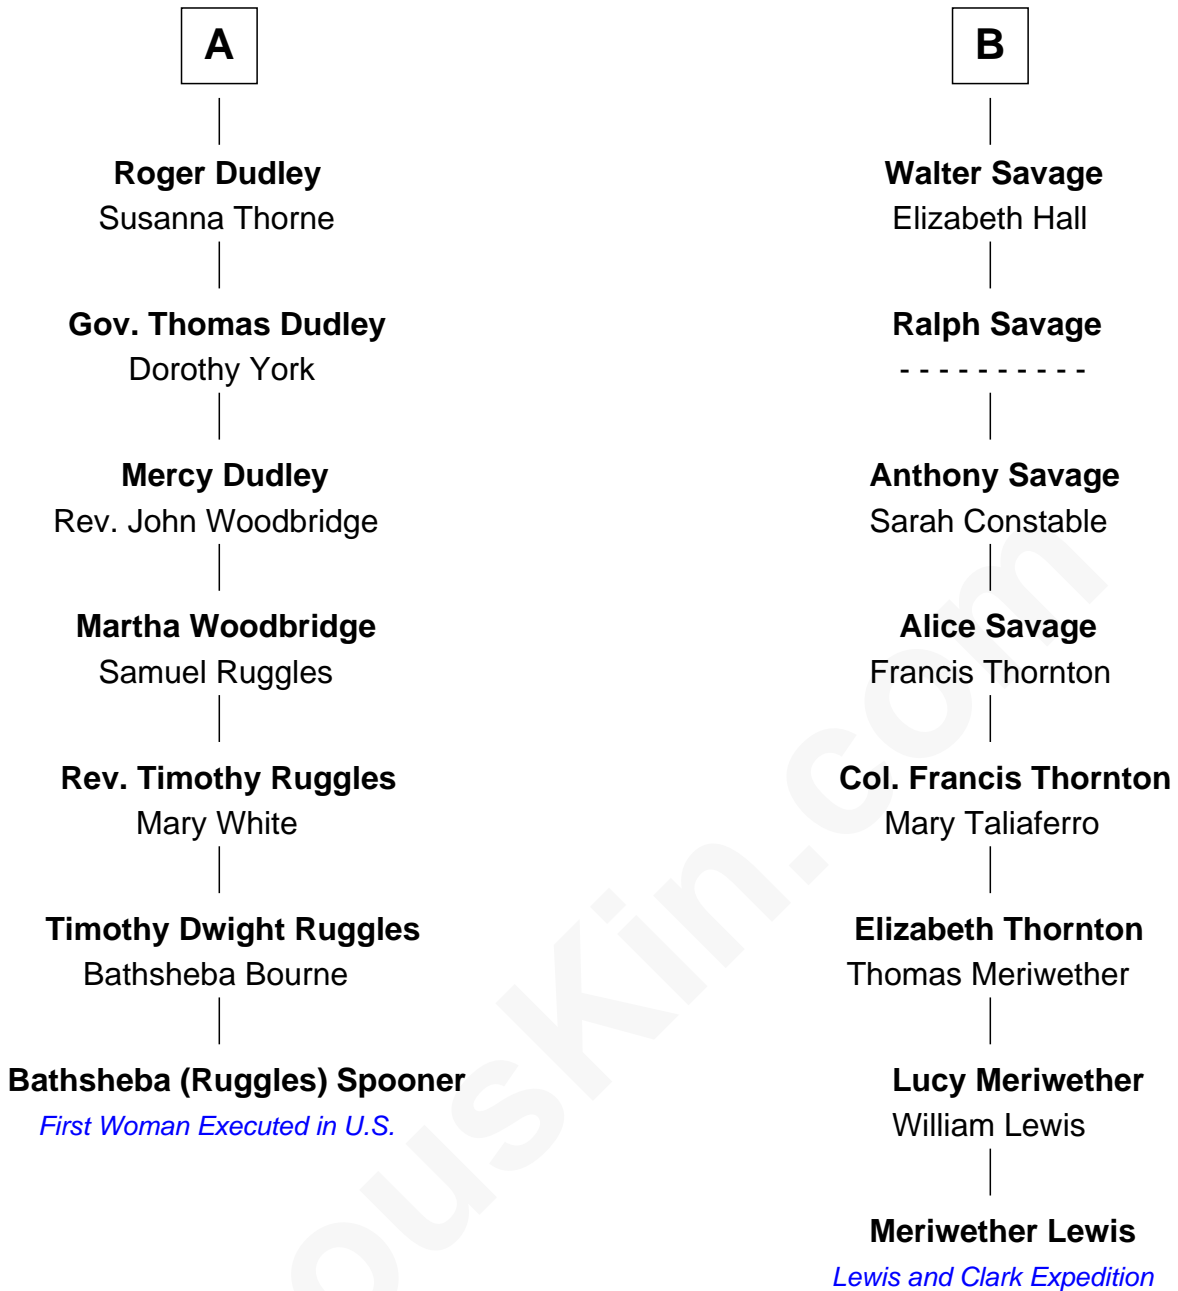 A
Roger Dudley
Susanna Thorne
Gov. Thomas Dudley
Dorothy York
Mercy Dudley
Rev. John Woodbridge
Martha Woodbridge
Samuel Ruggles
Rev. Timothy Ruggles
Mary White
Timothy Dwight Ruggles
Bathsheba Bourne
Bathsheba (Ruggles) Spooner
First Woman Executed in U.S.
B
Walter Savage
Elizabeth Hall
Ralph Savage
- - - - - - - - - -
Anthony Savage
Sarah Constable
Alice Savage
Francis Thornton
Col. Francis Thornton
Mary Taliaferro
Elizabeth Thornton
Thomas Meriwether
Lucy Meriwether
William Lewis
Meriwether Lewis
Lewis and Clark Expedition
ousKin.com